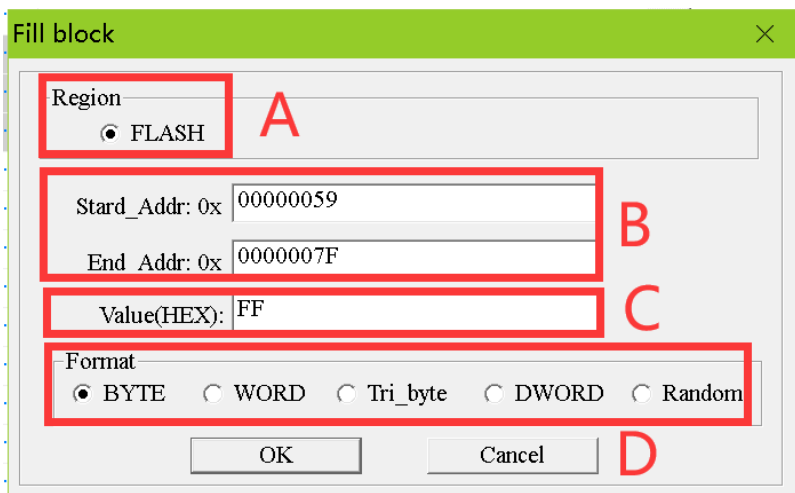 Fill block
Region
FLASH
A
Stard_Addr: 0x 00000059
B
End_Addr: 0x 0000007F
Value(HEX): FF
C
Format
BYTE WORD Tri_byte DWORD Random
OK Cancel
D